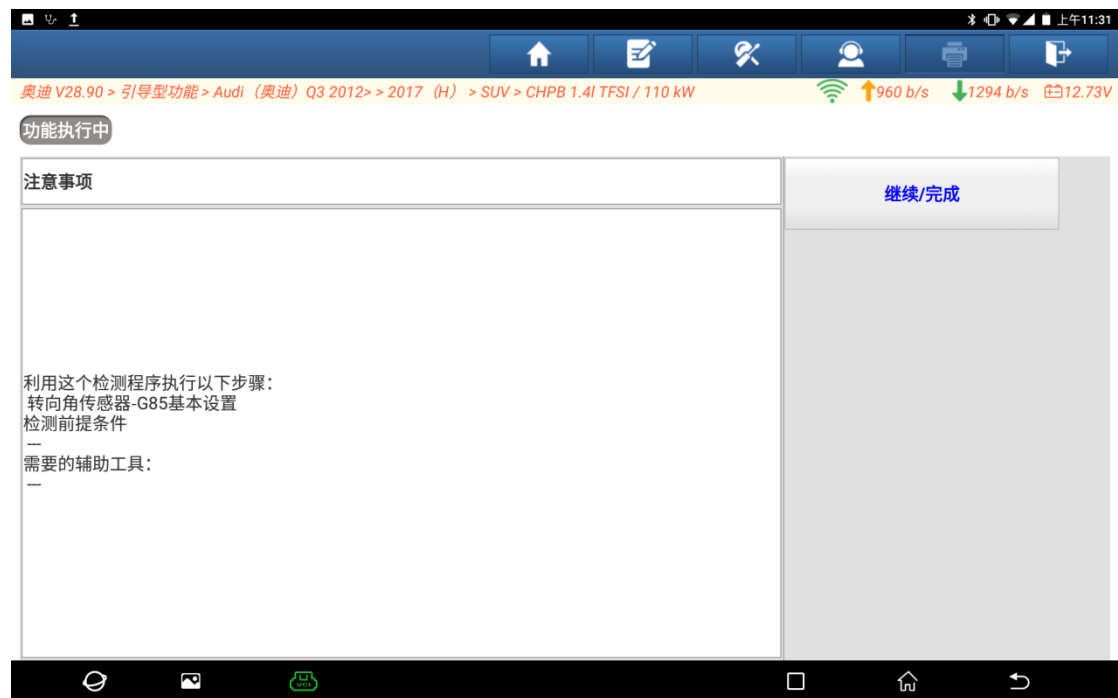 上午11:31
奥迪 V28.90 > 引导型功能 > Audi（奥迪）Q3 2012> > 2017（H） > SUV > CHPB 1.4l TFSI / 110 kW
960 b/s
1294 b/s
12.73V
功能执行中
注意事项
继续/完成
利用这个检测程序执行以下步骤：
转向角传感器-G85基本设置
检测前提条件
---
需要的辅助工具：
---
VCI